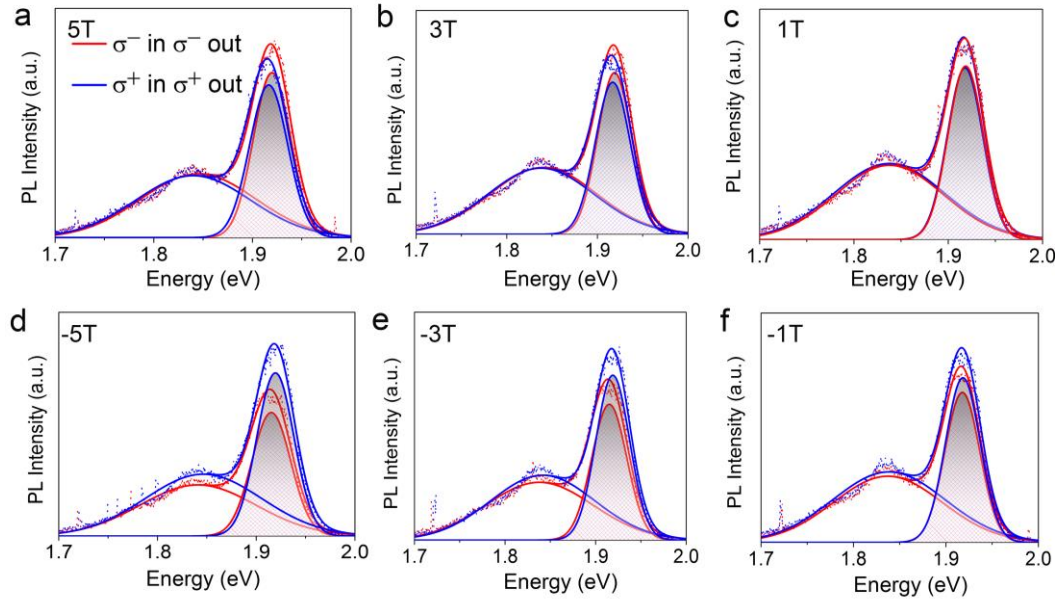 a
5T
σ⁻ in σ⁻ out
σ⁺ in σ⁺ out
PL Intensity (a.u.)
1.7 1.8 1.9 2.0
Energy (eV)
b
3T
PL Intensity (a.u.)
1.7 1.8 1.9 2.0
Energy (eV)
c
1T
PL Intensity (a.u.)
1.7 1.8 1.9 2.0
Energy (eV)
d
-5T
PL Intensity (a.u.)
1.7 1.8 1.9 2.0
Energy (eV)
e
-3T
PL Intensity (a.u.)
1.7 1.8 1.9 2.0
Energy (eV)
f
-1T
PL Intensity (a.u.)
1.7 1.8 1.9 2.0
Energy (eV)